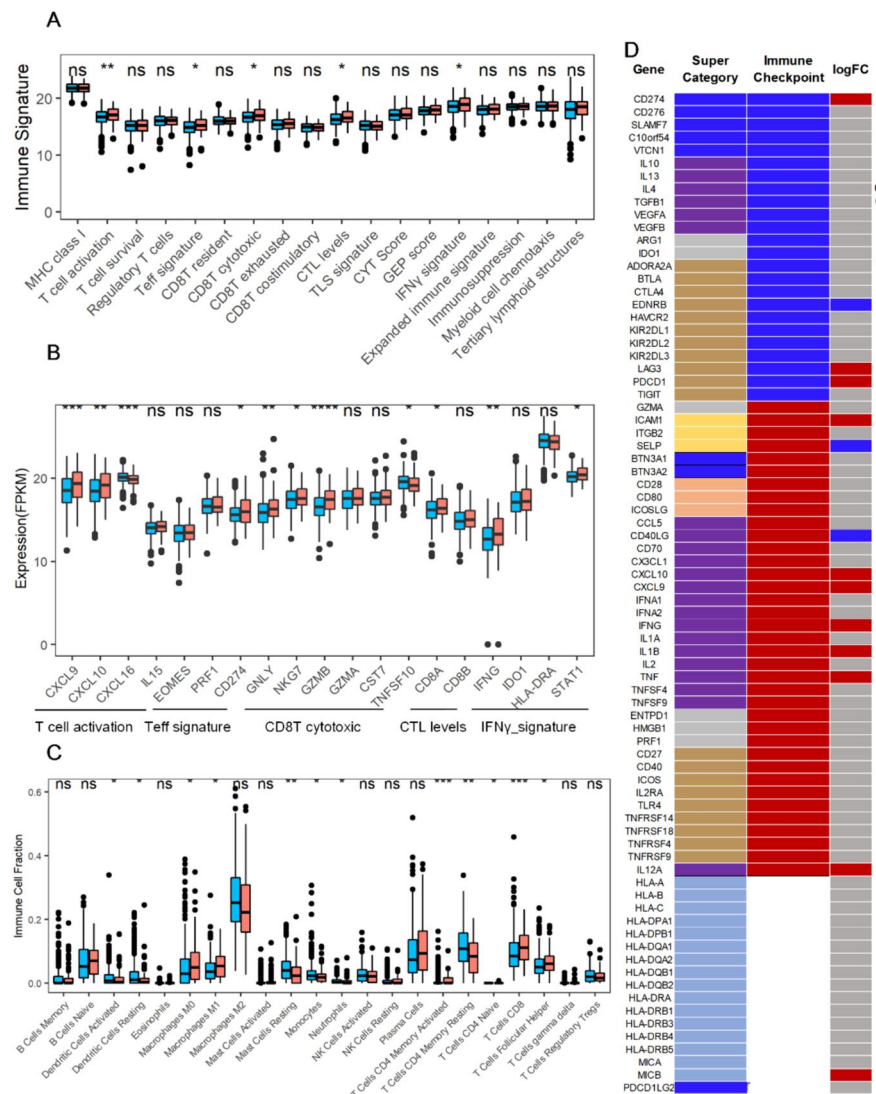 A
ns ** ns ns * ns * ns ns * ns ns ns * ns ns ns ns
Immune Signature
20
10
0
MHC class I
T cell activation
T cell survival
Regulatory T cells
Teff signature
CD8T resident
CD8T cytotoxic
CD8T exhausted
CD8T costimulatory
CTL levels
TLS signature
CYT Score
GEP score
IFNγ signature
Expanded immune signature
Immunosuppression
Myeloid cell chemotaxis
Tertiary lymphoid structures
B
*** ** *** ns ns ns * ** * **** ns ns * * ns ** ns ns *
Expression(FPKM)
20
10
0
CXCL9
CXCL10
CXCL16
IL15
EOMES
PRF1
CD274
GNLY
NKG7
GZMB
GZMA
CST7
TNFSF10
CD8A
CD8B
IFNG
IDO1
HLA-DRA
STAT1
T cell activation
Teff signature
CD8T cytotoxic
CTL levels
IFNγ_signature
C
ns ns * * ns * * ns ns ** * * ns ns ns *** ** * *** * ns ns
Immune Cell Fraction
0.6
0.4
0.2
0.0
B Cells Memory
B Cells Naive
Dendritic Cells Activated
Dendritic Cells Resting
Eosinophils
Macrophages M0
Macrophages M1
Macrophages M2
Mast Cells Activated
Mast Cells Resting
Monocytes
Neutrophils
NK Cells Activated
NK Cells Resting
Plasma Cells
T Cells CD4 Memory Activated
T Cells CD4 Memory Resting
T Cells CD4 Naive
T Cells CD8
T Cells Follicular Helper
T Cells gamma delta
T Cells Regulatory Tregs
D
Gene Super Category Immune Checkpoint logFC
CD274
CD276
SLAMF7
C10orf54
VTCN1
IL10
IL13
IL4
TGFB1
VEGFA
VEGFB
ARG1
IDO1
ADORA2A
BTLA
CTLA4
EDNRB
HAVCR2
KIR2DL1
KIR2DL2
KIR2DL3
LAG3
PDCD1
TIGIT
GZMA
ICAM1
ITGB2
SELP
BTN3A1
BTN3A2
CD28
CD80
ICOSLG
CCL5
CD40LG
CD70
CX3CL1
CXCL10
CXCL9
IFNA1
IFNA2
IFNG
IL1A
IL1B
IL2
TNF
TNFSF4
TNFSF9
ENTPD1
HMGB1
PRF1
CD27
CD40
ICOS
IL2RA
TLR4
TNFRSF14
TNFRSF18
TNFRSF4
TNFRSF9
IL12A
HLA-A
HLA-B
HLA-C
HLA-DPA1
HLA-DPB1
HLA-DQA1
HLA-DQA2
HLA-DQB1
HLA-DQB2
HLA-DRA
HLA-DRB1
HLA-DRB3
HLA-DRB4
HLA-DRB5
MICA
MICB
PDCD1LG2